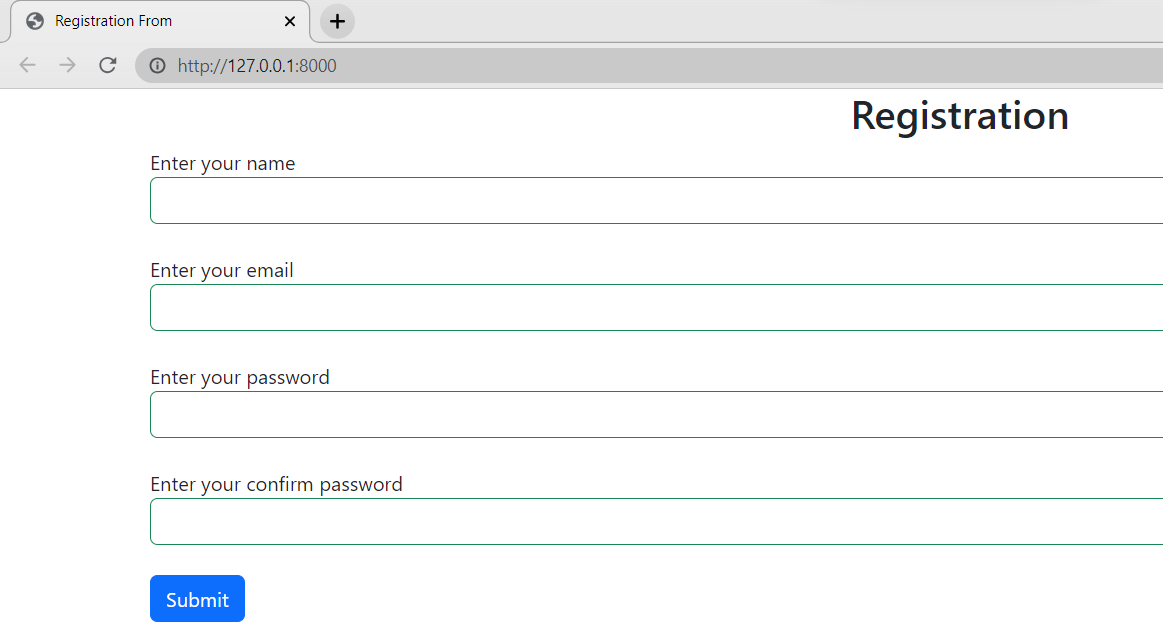 Registration From
http://127.0.0.1:8000
Registration
Enter your name
Enter your email
Enter your password
Enter your confirm password
Submit